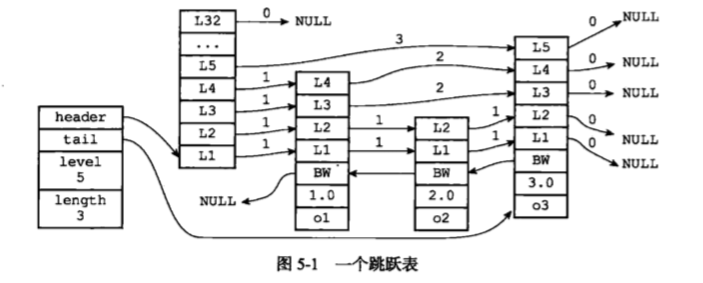 L32 0 NULL
...
L5 3 L5 0 NULL
L4 1 L4 2 L4 0 NULL
L3 1 L3 2 L3 0 NULL
L2 1 L2 1 L2 1 L2 0 NULL
L1 1 L1 1 L1 1 L1 0 NULL
header
tail
level
5
length
3
NULL BW BW BW
1.0 2.0 3.0
o1 o2 o3
图 5-1 一个跳跃表